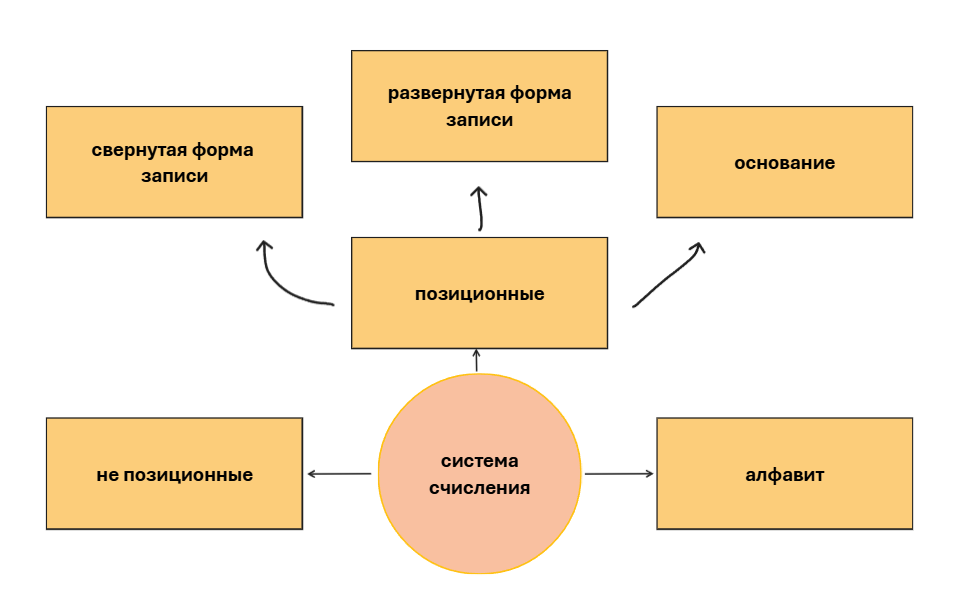 развернутая форма
записи
свернутая форма
записи
основание
позиционные
система
счисления
не позиционные
алфавит